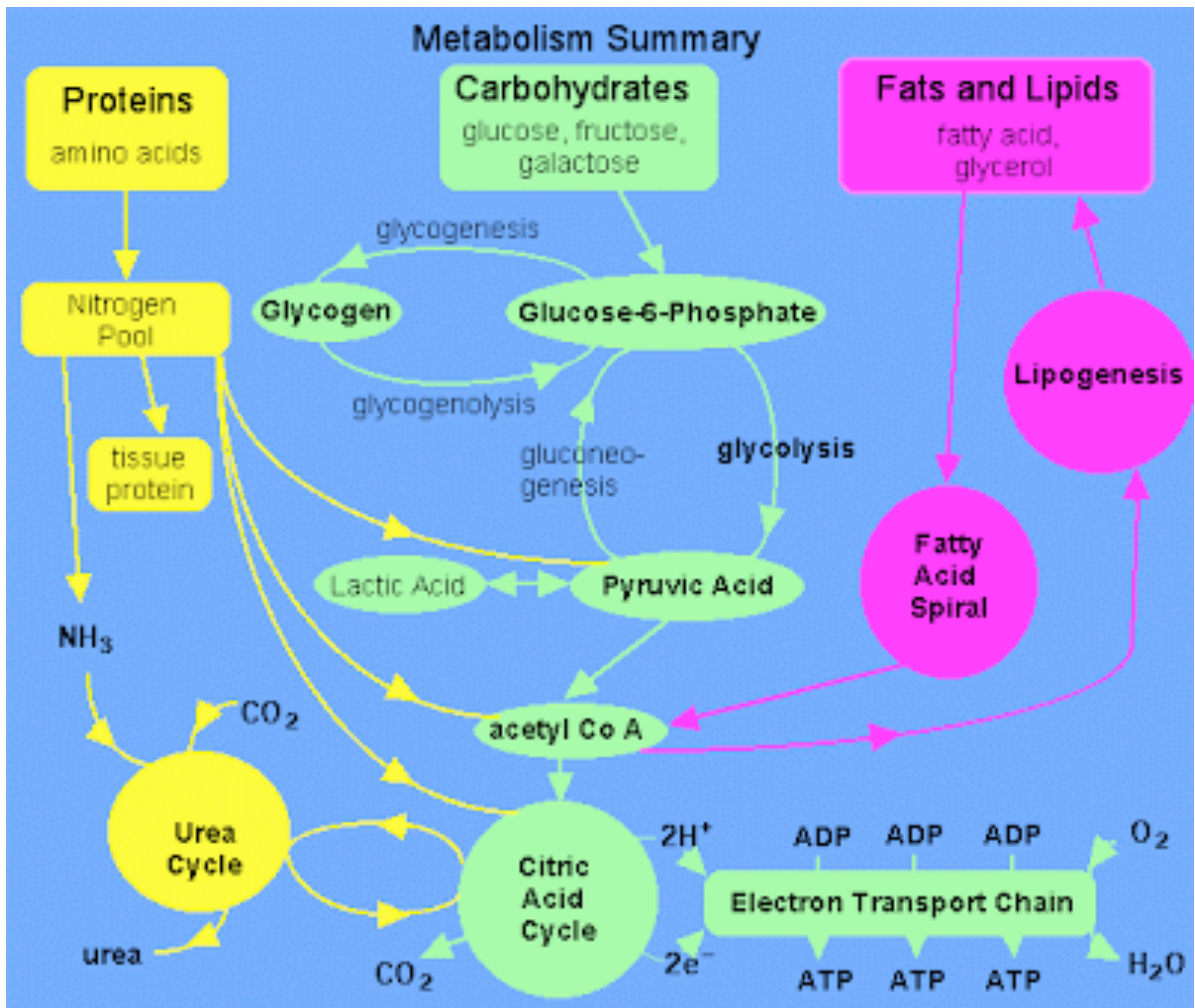 Metabolism Summary
Proteins
amino acids
Carbohydrates
glucose, fructose,
galactose
Fats and Lipids
fatty acid,
glycerol
glycogenesis
Nitrogen
Pool
Glycogen
Glucose-6-Phosphate
Lipogenesis
glycogenolysis
tissue
protein
gluconeo-
genesis
glycolysis
Fatty
Acid
Spiral
Lactic Acid
Pyruvic Acid
NH₃
CO₂
acetyl Co A
Urea
Cycle
Citric
Acid
Cycle
2H⁺
ADP ADP ADP
O₂
Electron Transport Chain
urea
CO₂
2e⁻
ATP ATP ATP
H₂O